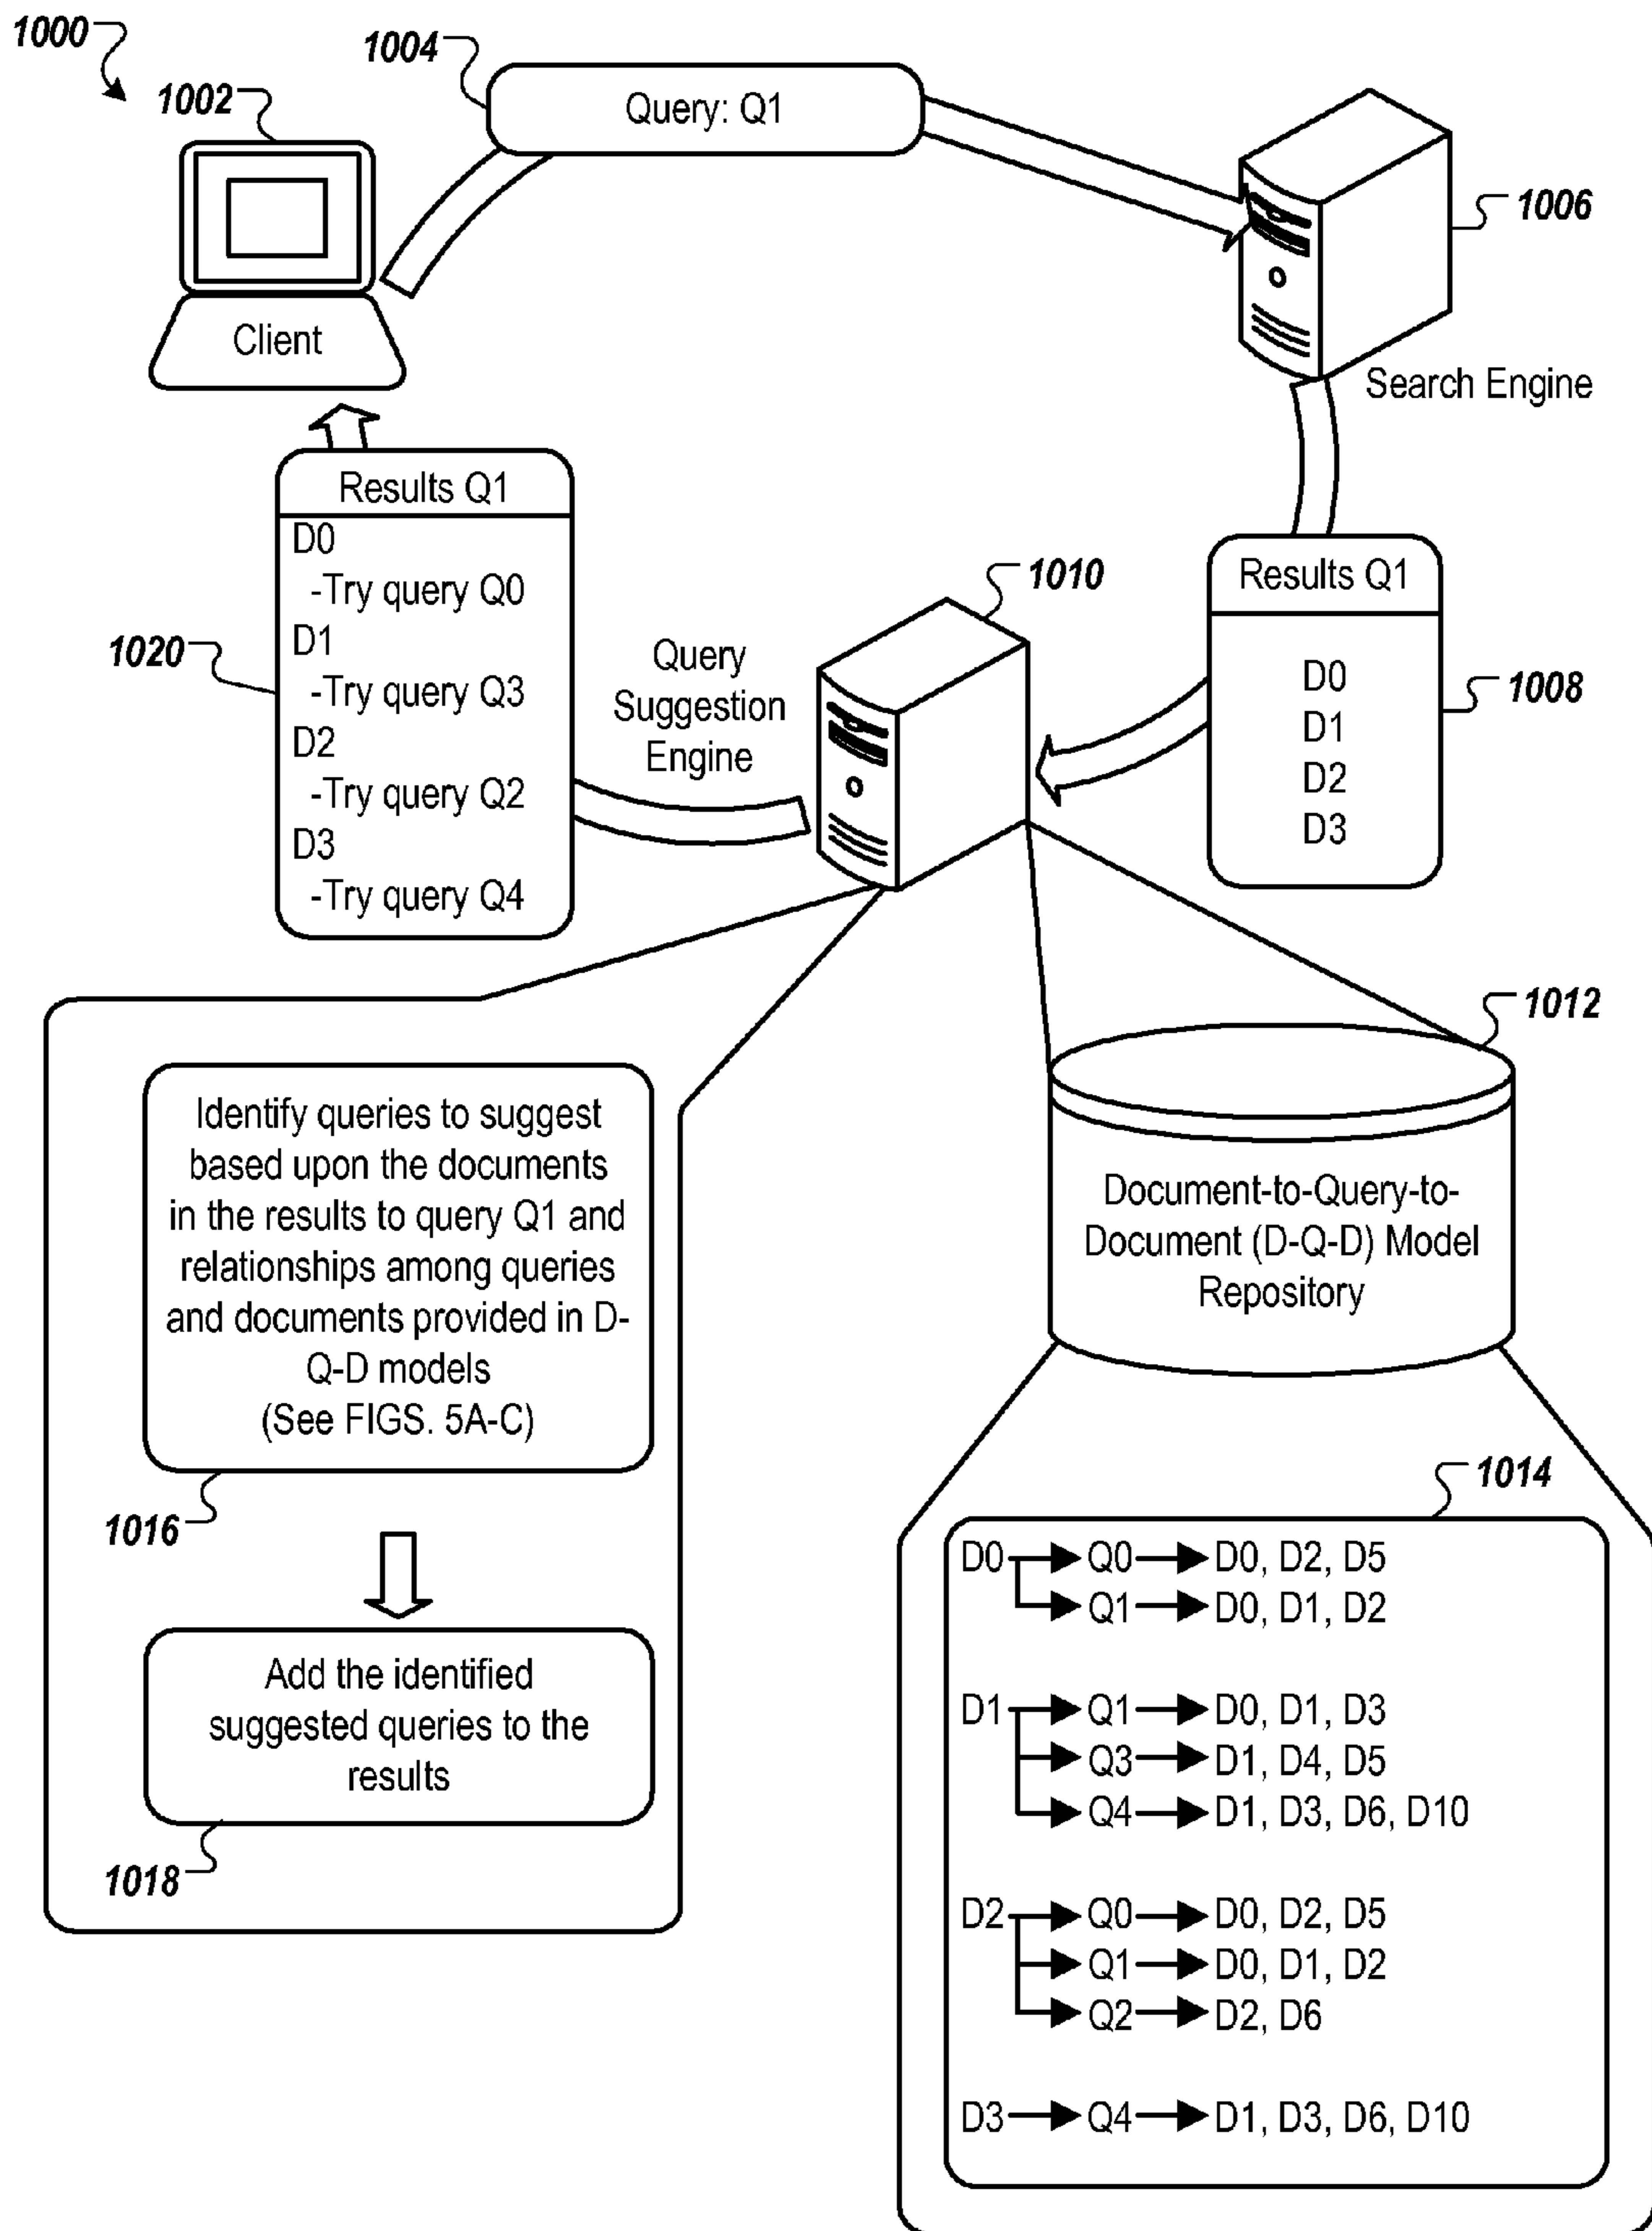 1000
1004
1002
Query: Q1
1006
Client
Search Engine
Results Q1
D0
-Try query Q0
D1
-Try query Q3
D2
-Try query Q2
D3
-Try query Q4
1020
Query
Suggestion
Engine
1010
Results Q1
D0
D1
D2
D3
1008
1012
Document-to-Query-to-
Document (D-Q-D) Model
Repository
Identify queries to suggest
based upon the documents
in the results to query Q1 and
relationships among queries
and documents provided in D-
Q-D models
(See FIGS. 5A-C)
1016
Add the identified
suggested queries to the
results
1018
1014
D0 Q0 D0, D2, D5
Q1 D0, D1, D2
D1 Q1 D0, D1, D3
Q3 D1, D4, D5
Q4 D1, D3, D6, D10
D2 Q0 D0, D2, D5
Q1 D0, D1, D2
Q2 D2, D6
D3 Q4 D1, D3, D6, D10